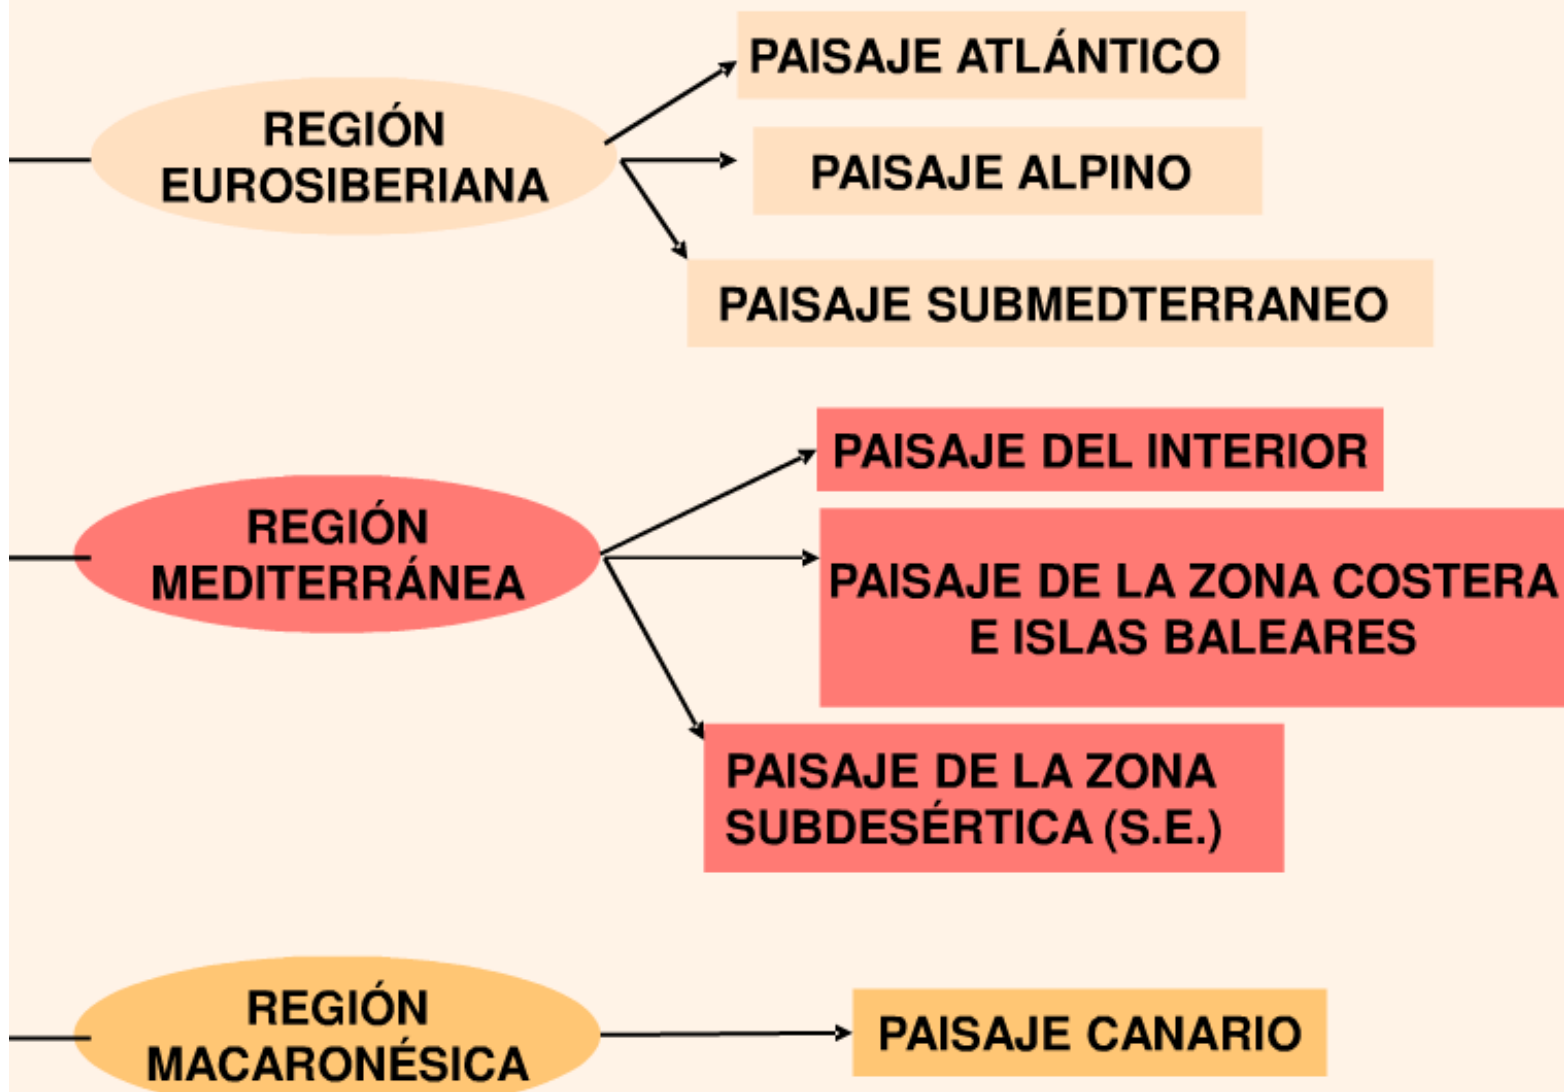 REGIÓN
EUROSIBERIANA
PAISAJE ATLÁNTICO
PAISAJE ALPINO
PAISAJE SUBMEDTERRANEO
REGIÓN
MEDITERRÁNEA
PAISAJE DEL INTERIOR
PAISAJE DE LA ZONA COSTERA
E ISLAS BALEARES
PAISAJE DE LA ZONA
SUBDESÉRTICA (S.E.)
REGIÓN
MACARONÉSICA
PAISAJE CANARIO